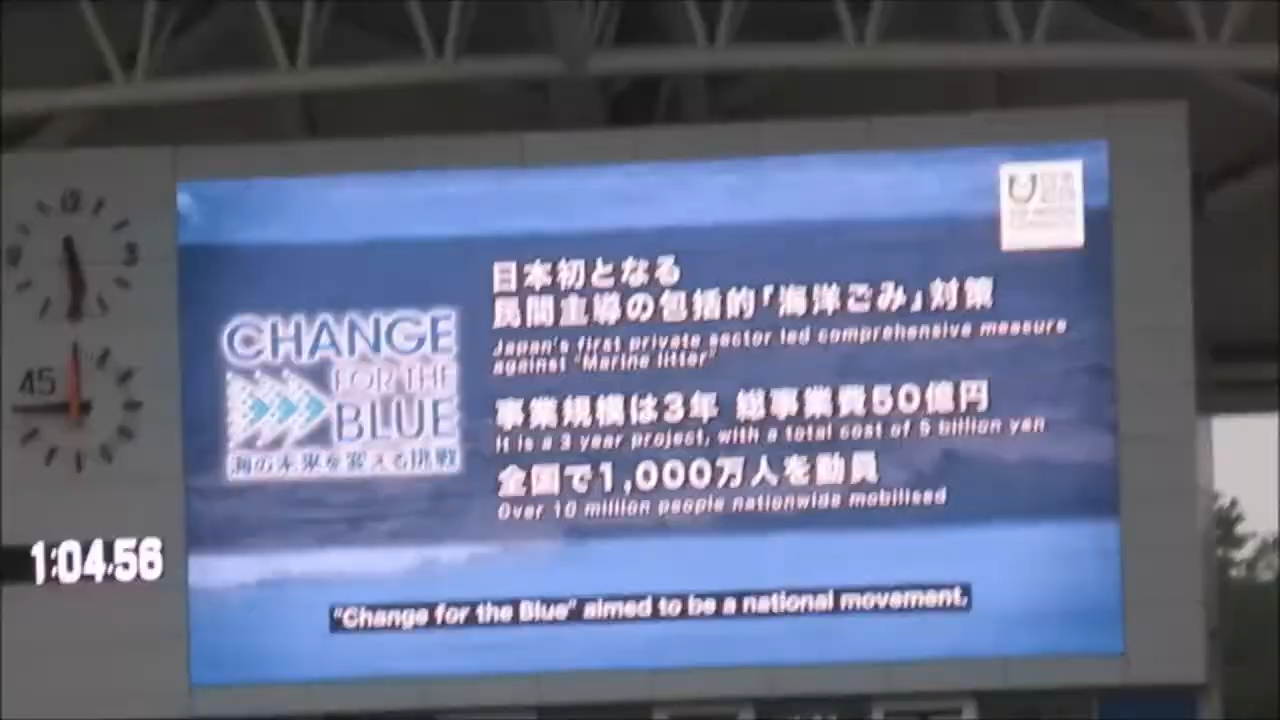 日本初となる
民間主導の包括的「海洋ごみ」対策
Japan's first private sector led comprehensive measure
against "Marine litter"
CHANGE
FOR THE
BLUE
海の未来を変える挑戦
事業規模は3年 総事業費50億円
It is a 3 year project, with a total cost of 5 billion yen
全国で1,000万人を動員
Over 10 million people nationwide mobilised
"Change for the Blue" aimed to be a national movement.
12
3
9
45
1:04.56